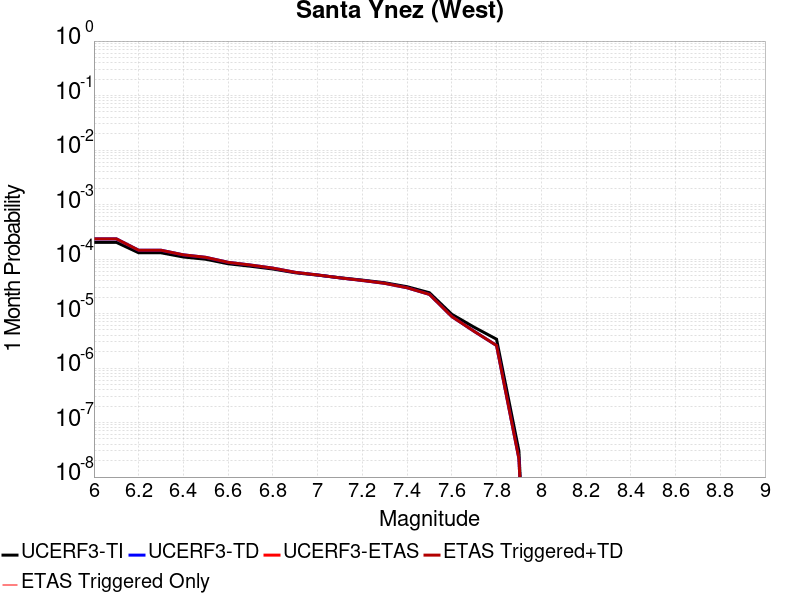 Santa Ynez (West)
10^0
10^-1
10^-2
10^-3
10^-4
10^-5
10^-6
10^-7
10^-8
1 Month Probability
6 6.2 6.4 6.6 6.8 7 7.2 7.4 7.6 7.8 8 8.2 8.4 8.6 8.8 9
Magnitude
UCERF3-TI UCERF3-TD UCERF3-ETAS ETAS Triggered+TD
ETAS Triggered Only